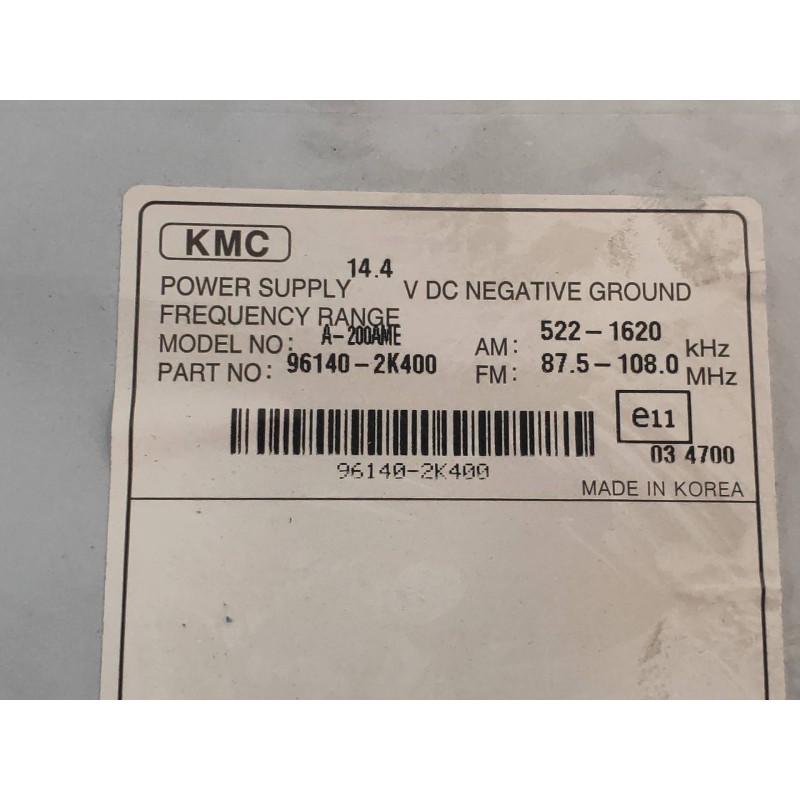 KMC
POWER SUPPLY 14.4 V DC NEGATIVE GROUND
FREQUENCY RANGE
MODEL NO: A-200AME AM: 522-1620 kHz
PART NO: 96140-2K400 FM: 87.5-108.0 MHz
e11
96140-2K400
03 4700
MADE IN KOREA